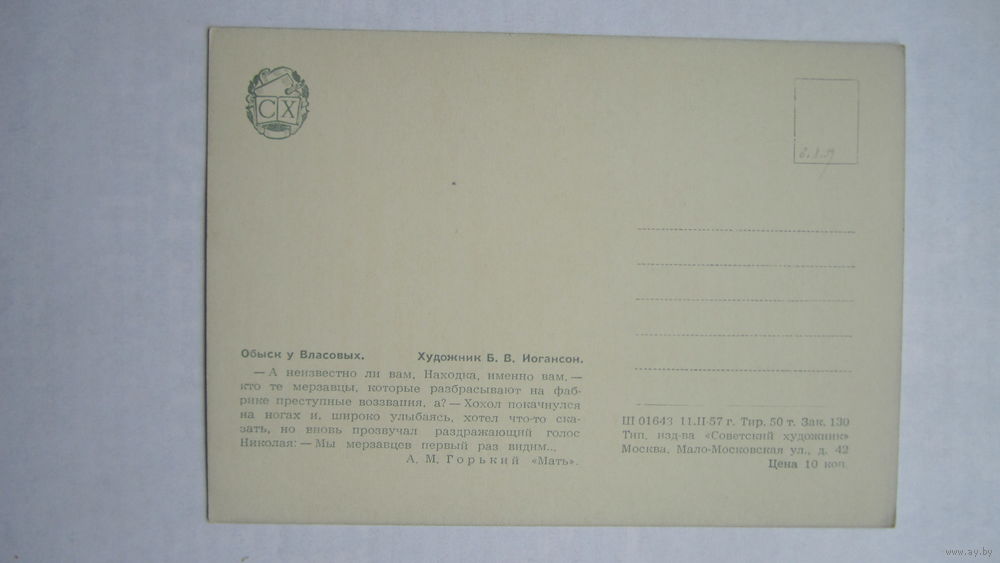 СХ
Обыск у Власовых. Художник Б. В. Иогансон.
— А неизвестно ли вам, Находка, именно вам, —
кто те мерзавцы, которые разбрасывают на фаб-
рике преступные воззвания, а? — Хохол покачнулся
на ногах и, широко улыбаясь, хотел что-то ска-
зать, но вновь прозвучал раздражающий голос
Николая: — Мы мерзавцев первый раз видим...
А. М. Горький «Мать».
Ш 01643 11.II-57 г. Тир. 50 т. Зак. 130
Тип. изд-ва «Советский художник»
Москва, Мало-Московская ул., д. 42
Цена 10 коп.
www.ay.by